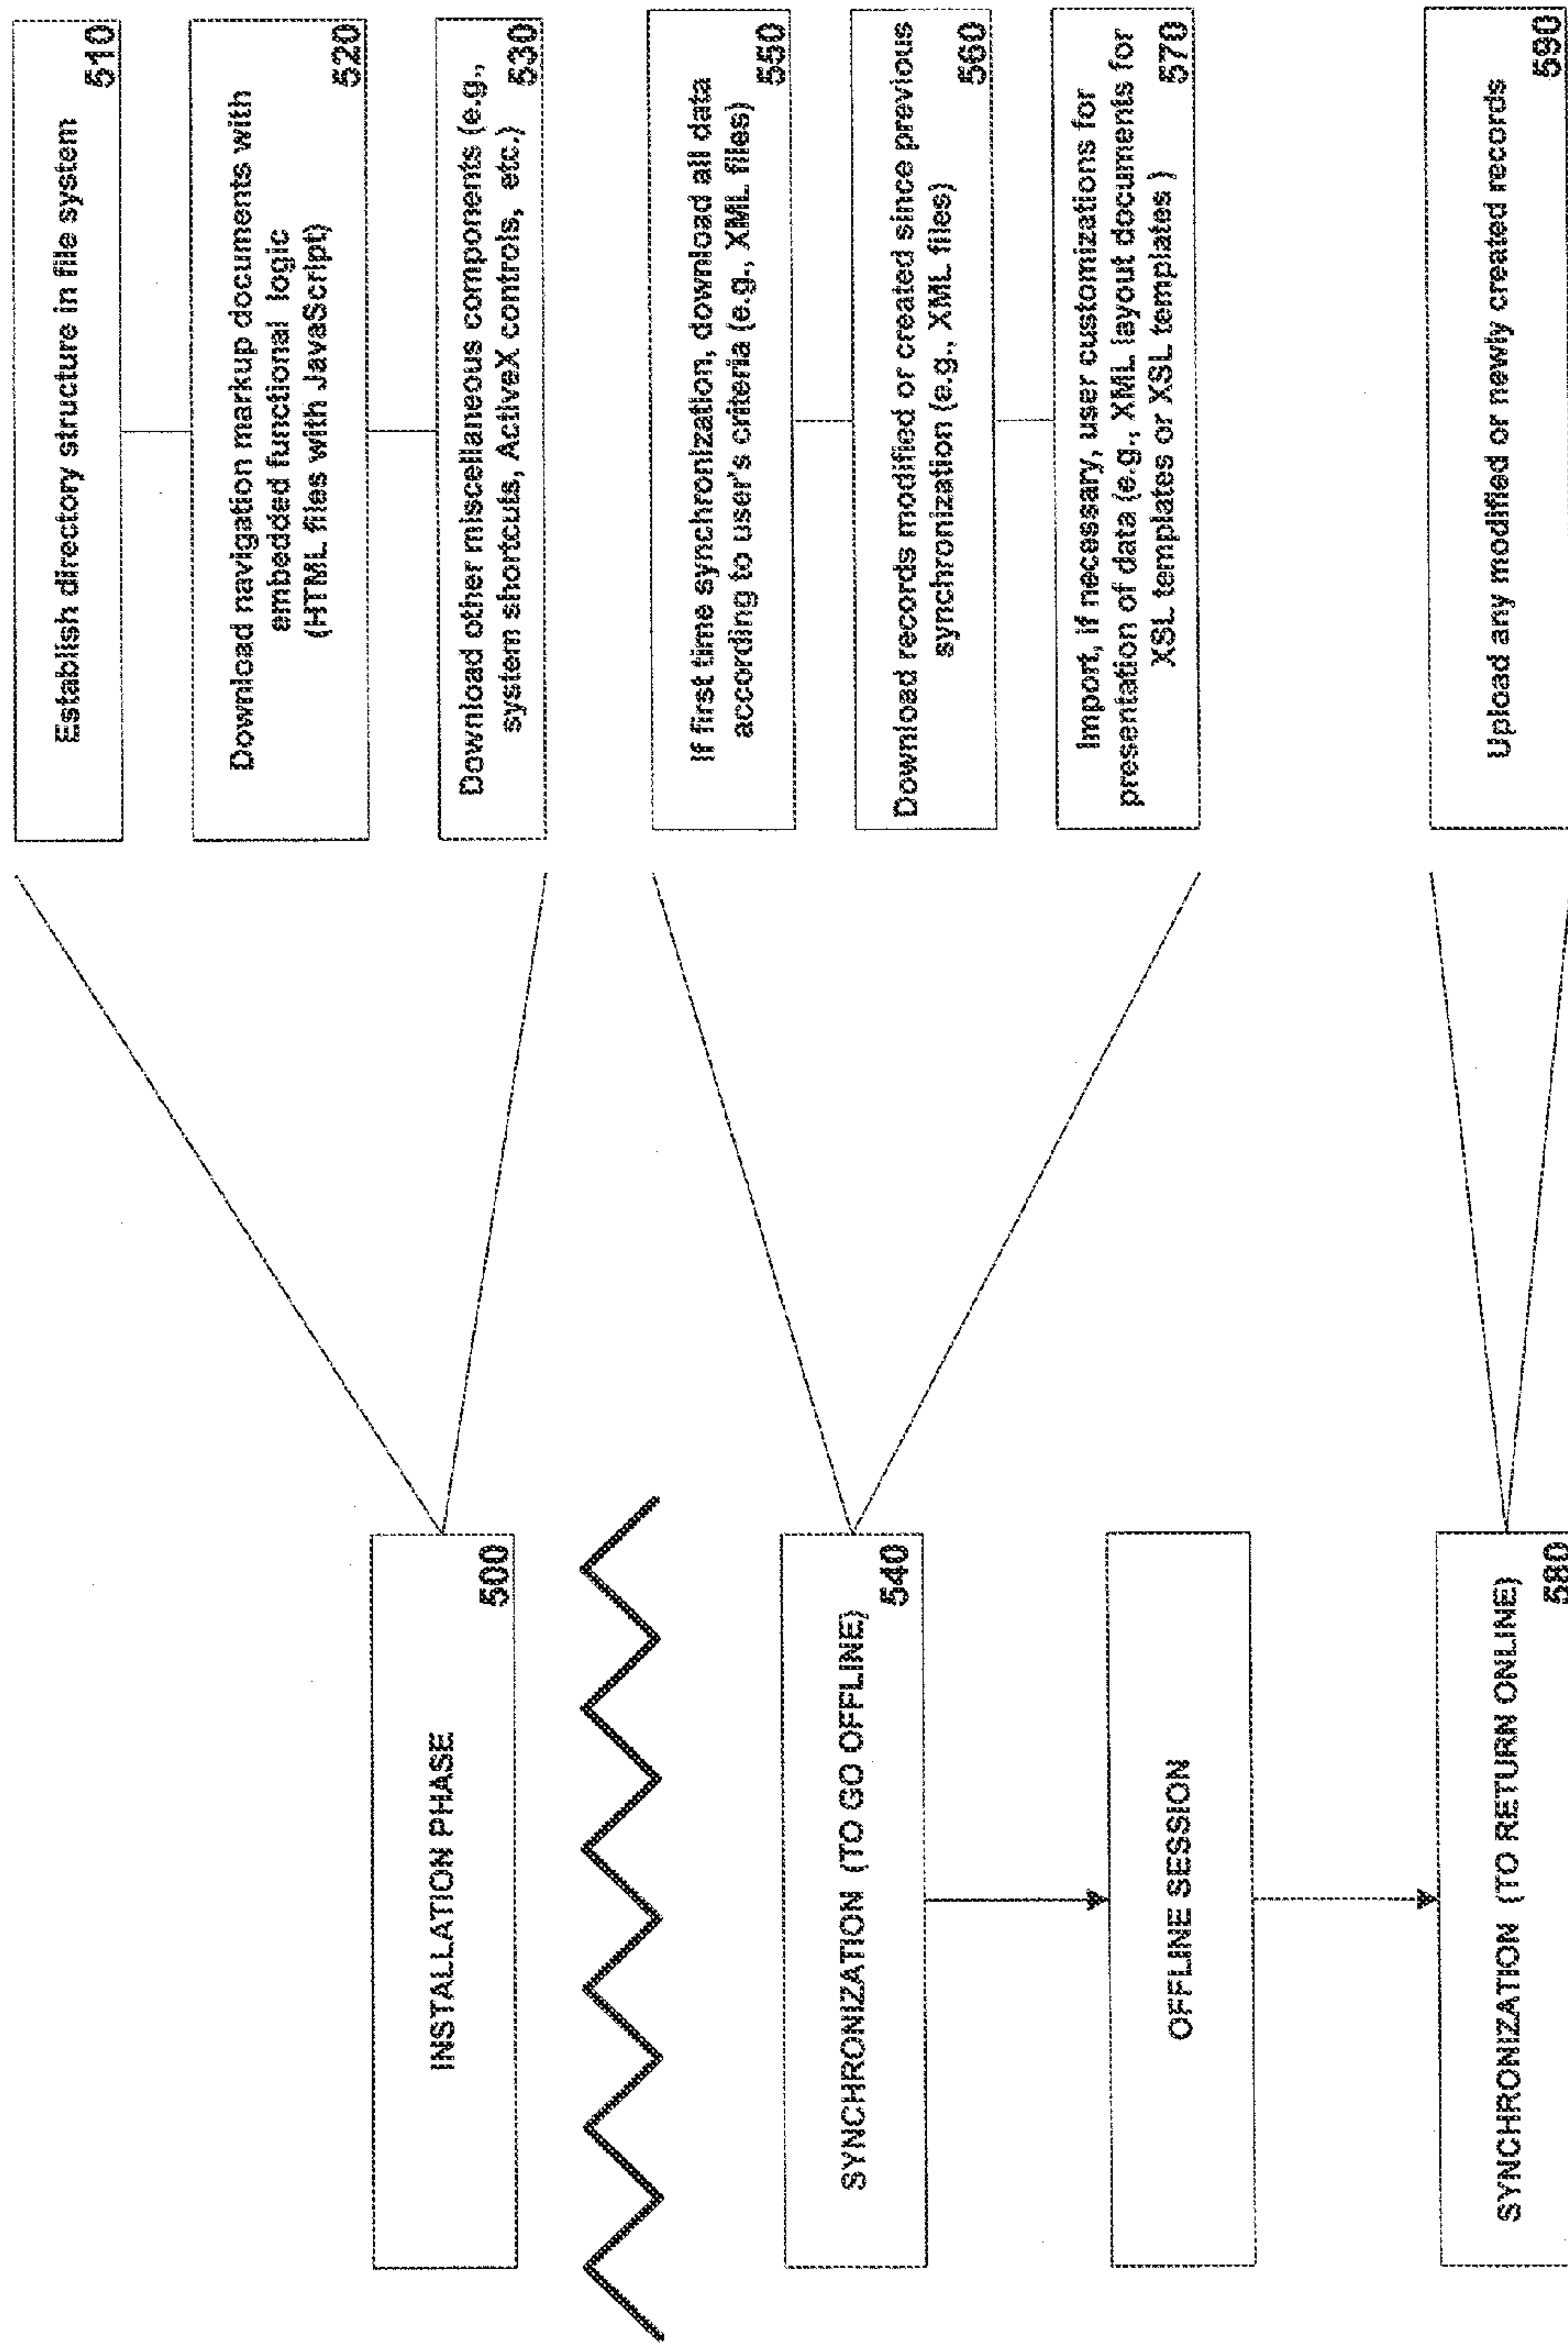 INSTALLATION PHASE
500
Establish directory structure in file system
510
Download navigation markup documents with
embedded functional logic
(HTML files with JavaScript)
520
Download other miscellaneous components (e.g.,
system shortcuts, ActiveX controls, etc.)
530
SYNCHRONIZATION (TO GO OFFLINE)
540
If first time synchronization, download all data
according to user's criteria (e.g., XML files)
550
Download records modified or created since previous
synchronization (e.g., XML files)
560
Import, if necessary, user customizations for
presentation of data (e.g., XML layout documents for
XSL templates or XSL templates )
570
OFFLINE SESSION
SYNCHRONIZATION (TO RETURN ONLINE)
580
Upload any modified or newly created records
590